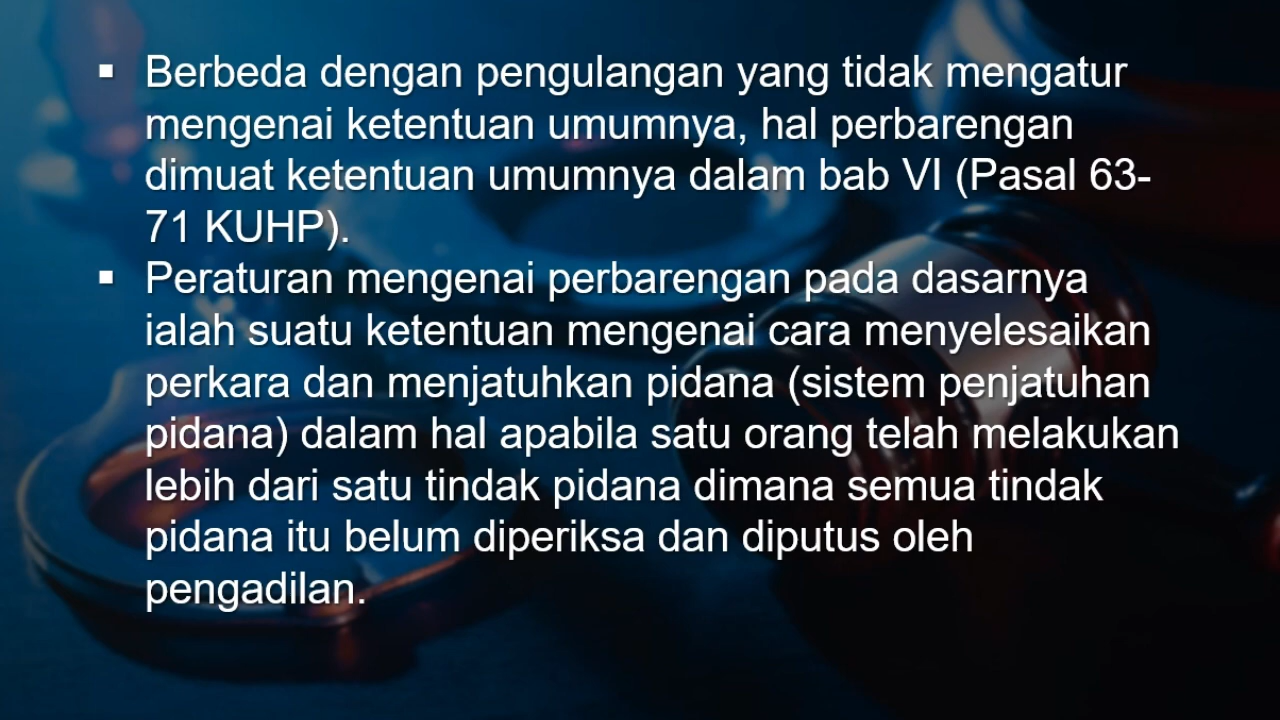 ▪ Berbeda dengan pengulangan yang tidak mengatur
mengenai ketentuan umumnya, hal perbarengan
dimuat ketentuan umumnya dalam bab VI (Pasal 63-
71 KUHP).
▪ Peraturan mengenai perbarengan pada dasarnya
ialah suatu ketentuan mengenai cara menyelesaikan
perkara dan menjatuhkan pidana (sistem penjatuhan
pidana) dalam hal apabila satu orang telah melakukan
lebih dari satu tindak pidana dimana semua tindak
pidana itu belum diperiksa dan diputus oleh
pengadilan.